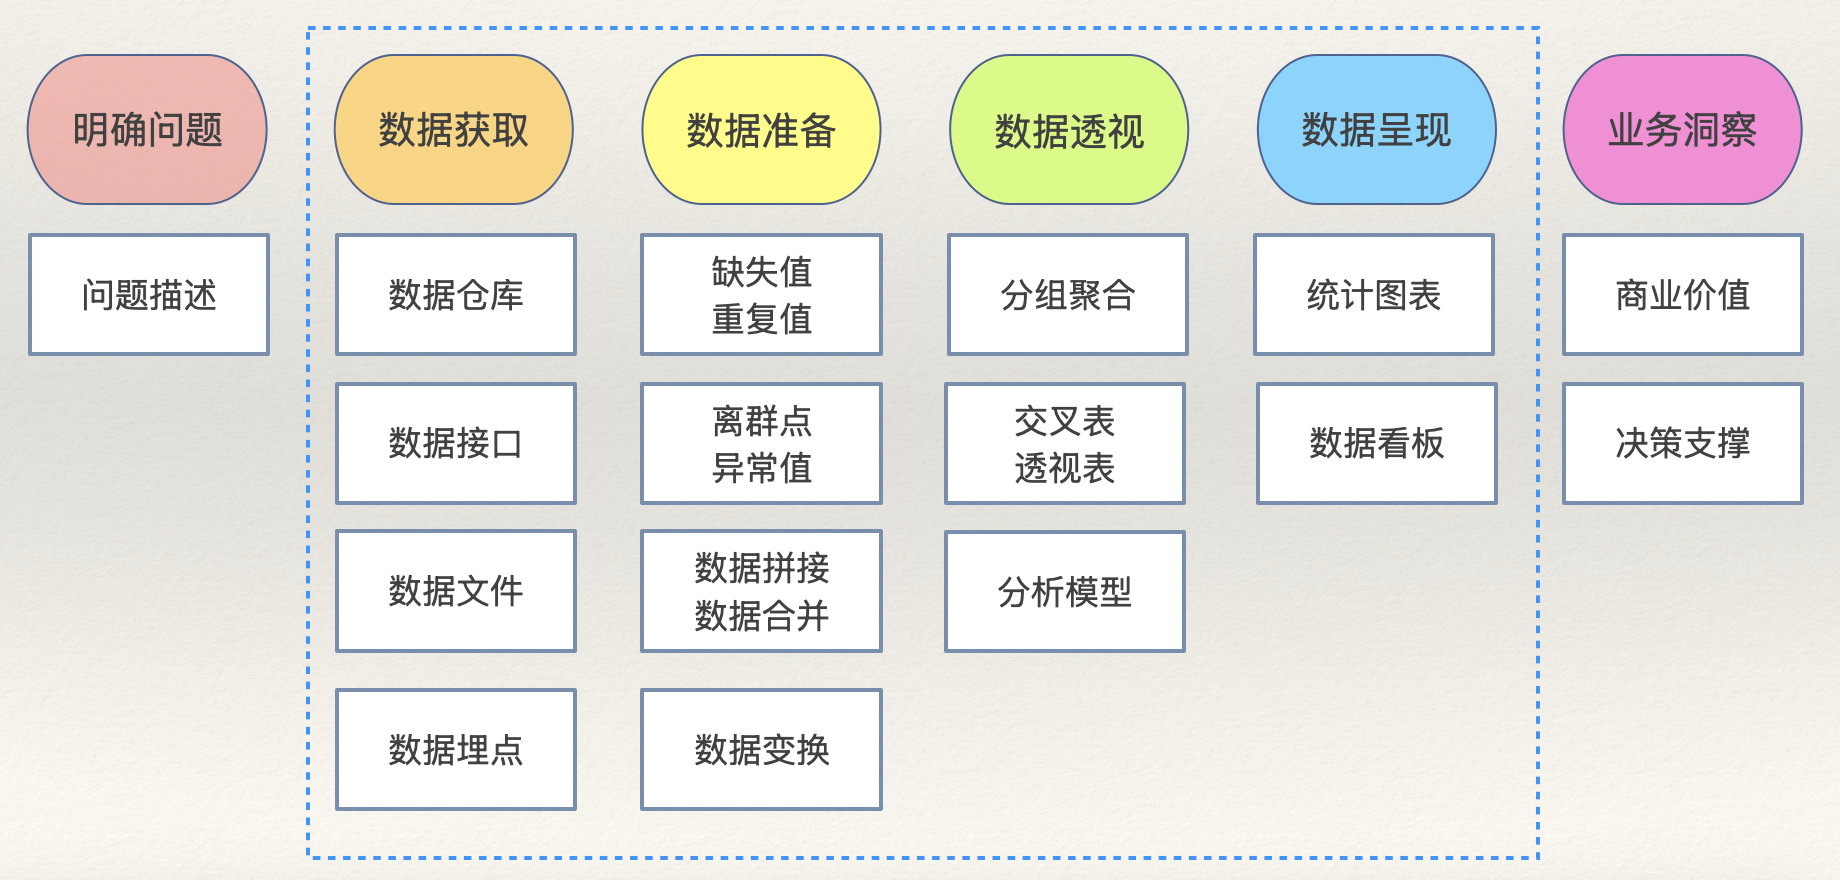 明确问题
数据获取
数据准备
数据透视
数据呈现
业务洞察
问题描述
数据仓库
缺失值
重复值
分组聚合
统计图表
商业价值
数据接口
离群点
异常值
交叉表
透视表
数据看板
决策支撑
数据文件
数据拼接
数据合并
分析模型
数据埋点
数据变换